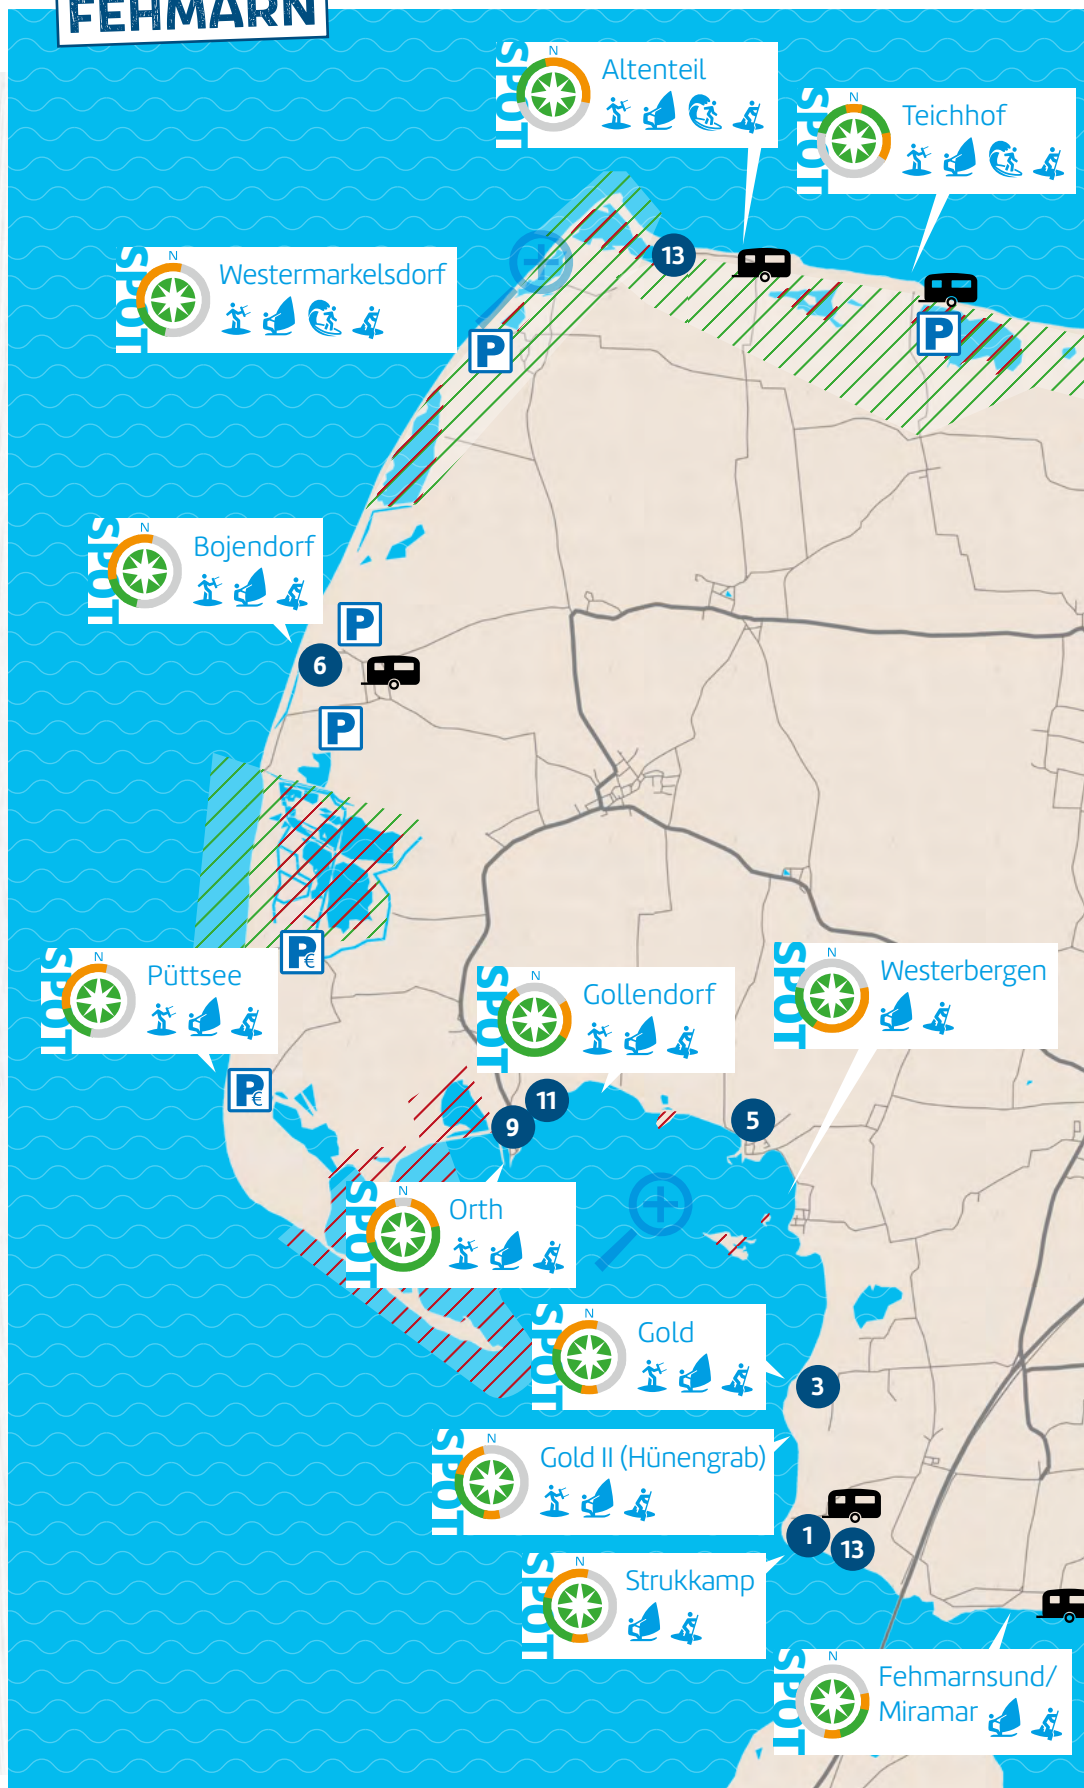 FEHMARN
SPOT
N
Altenteil
SPOT
N
Teichhof
13
SPOT
N
Westermarkelsdorf
P
P
SPOT
N
Bojendorf
P
6
P
P€
SPOT
N
Püttsee
SPOT
N
Gollendorf
SPOT
N
Westerbergen
P€
11
9
5
SPOT
N
Orth
SPOT
N
Gold
3
SPOT
N
Gold II (Hünengrab)
1
13
SPOT
N
Strukkamp
SPOT
N
Fehmarnsund/
Miramar